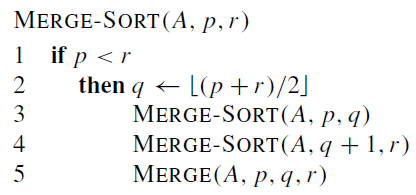 MERGE-SORT(A, p, r)
1 if p < r
2 then q ← ⌊(p + r)/2⌋
3 MERGE-SORT(A, p, q)
4 MERGE-SORT(A, q + 1, r)
5 MERGE(A, p, q, r)